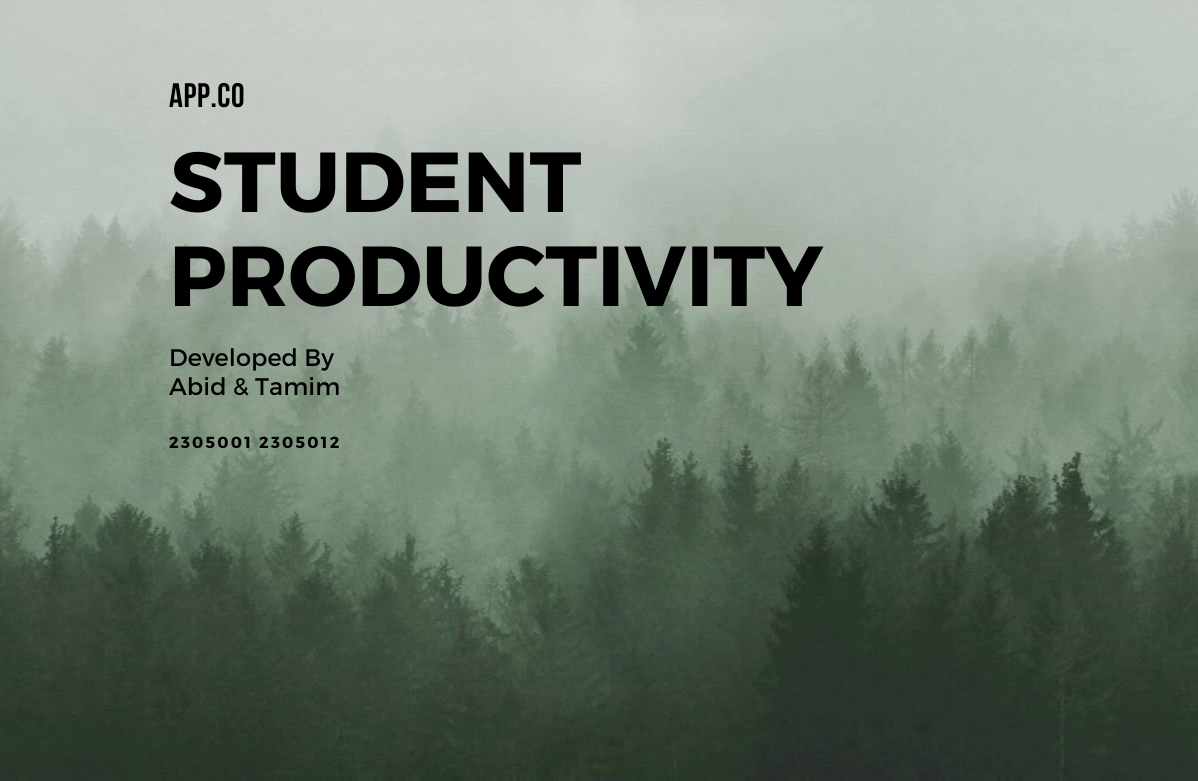 APP.CO
STUDENT
PRODUCTIVITY
Developed By
Abid & Tamim
2305001 2305012